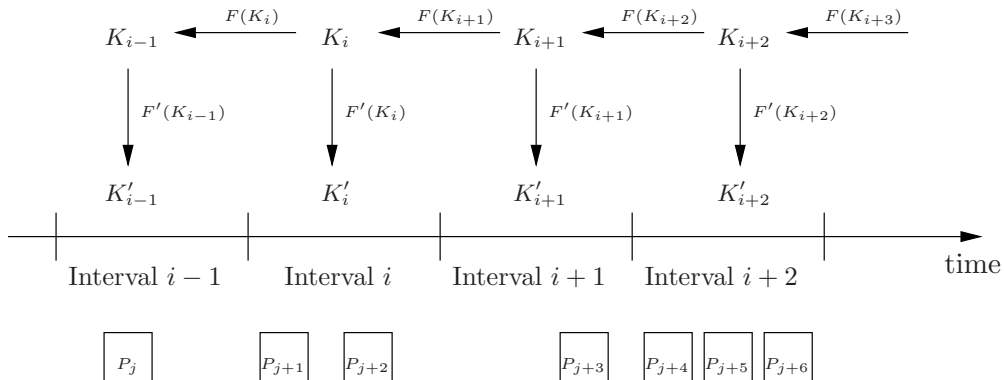 F(K_i) F(K_{i+1}) F(K_{i+2}) F(K_{i+3})
K_{i−1} K_i K_{i+1} K_{i+2}
F′(K_{i−1}) F′(K_i) F′(K_{i+1}) F′(K_{i+2})
K′_{i−1} K′_i K′_{i+1} K′_{i+2}
Interval i − 1 Interval i Interval i + 1 Interval i + 2 time
P_j P_{j+1} P_{j+2} P_{j+3} P_{j+4} P_{j+5} P_{j+6}